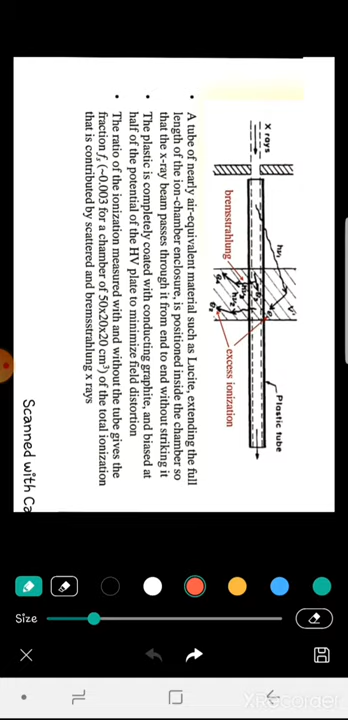 X rays
Plastic tube
hν₁
hν₂
e₁
e₂
bremsstrahlung
excess ionization
• A tube of nearly air-equivalent material such as Lucite, extending the full
length of the ion-chamber enclosure, is positioned inside the chamber so
that the x-ray beam passes through it from end to end without striking it
• The plastic is completely coated with conducting graphite, and biased at
half of the potential of the HV plate to minimize field distortion
• The ratio of the ionization measured with and without the tube gives the
fraction fₛ (~0.003 for a chamber of 50x20x20 cm³) of the total ionization
that is contributed by scattered and bremsstrahlung x rays
Scanned with Ca
Size
XRecorder